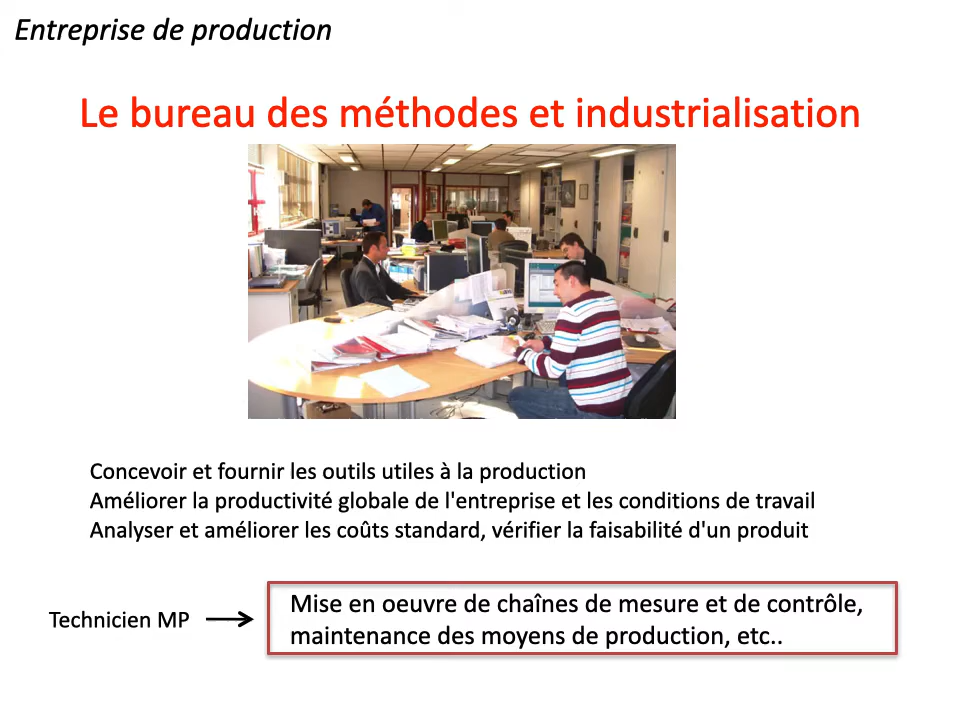 Entreprise de production
Le bureau des méthodes et industrialisation
Concevoir et fournir les outils utiles à la production
Améliorer la productivité globale de l'entreprise et les conditions de travail
Analyser et améliorer les coûts standard, vérifier la faisabilité d'un produit
Technicien MP
Mise en oeuvre de chaînes de mesure et de contrôle,
maintenance des moyens de production, etc..